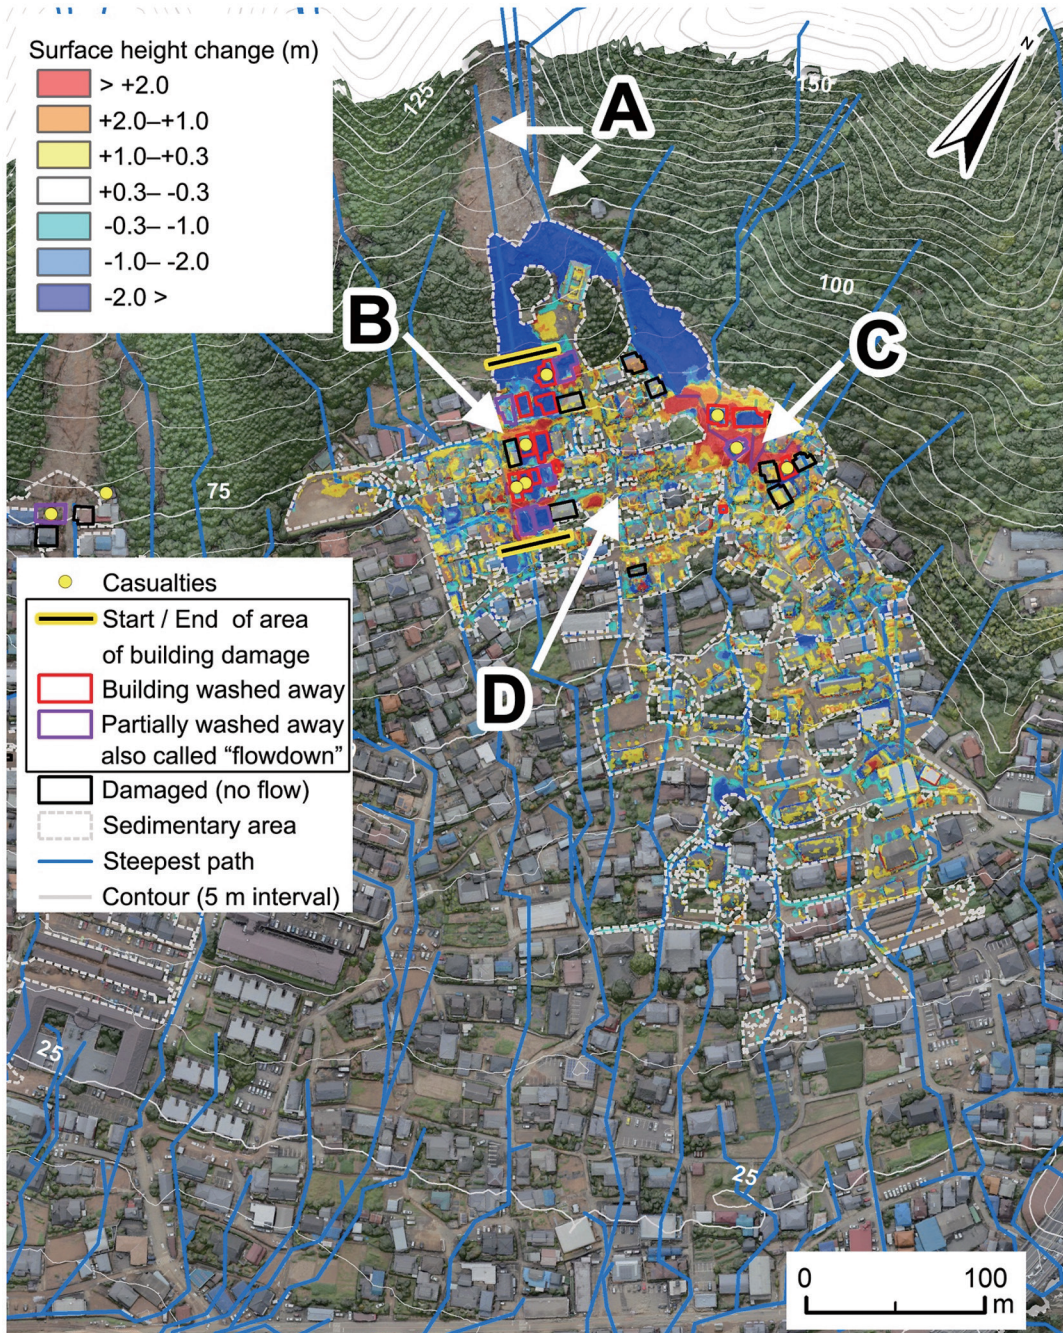 Surface height change (m)
> +2.0
+2.0–+1.0
+1.0–+0.3
+0.3– -0.3
-0.3– -1.0
-1.0– -2.0
-2.0 >
125
A
150
N
B
100
C
75
Casualties
Start / End of area
of building damage
Building washed away
Partially washed away
also called “flowdown”
Damaged (no flow)
Sedimentary area
Steepest path
Contour (5 m interval)
D
25
25
0 100
m